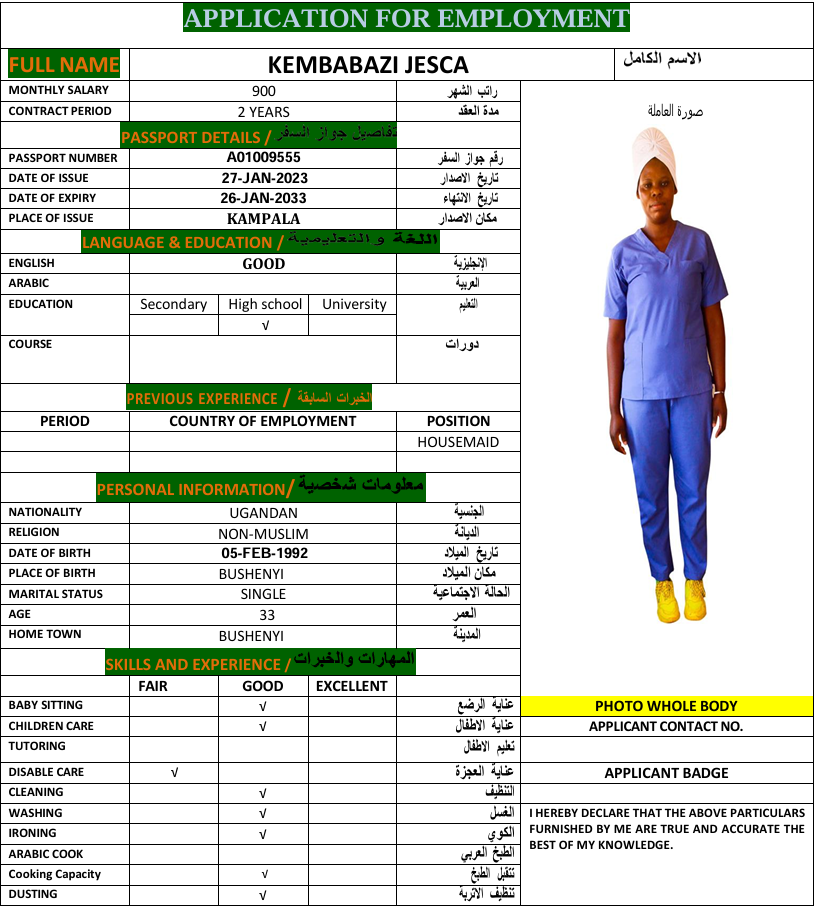 APPLICATION FOR EMPLOYMENT
FULL NAME KEMBABAZI JESCA الاسم الكامل
MONTHLY SALARY 900 راتب الشهر
CONTRACT PERIOD 2 YEARS مدة العقد
صورة العاملة
PASSPORT DETAILS / تفاصيل جواز السفر
PASSPORT NUMBER A01009555 رقم جواز السفر
DATE OF ISSUE 27-JAN-2023 تاريخ الاصدار
DATE OF EXPIRY 26-JAN-2033 تاريخ الانتهاء
PLACE OF ISSUE KAMPALA مكان الاصدار
LANGUAGE & EDUCATION / اللغة والتعليمية
ENGLISH GOOD الإنجليزية
ARABIC العربية
EDUCATION Secondary High school University التعليم
√
COURSE دورات
PREVIOUS EXPERIENCE / الخبرات السابقة
PERIOD COUNTRY OF EMPLOYMENT POSITION
HOUSEMAID
PERSONAL INFORMATION/ معلومات شخصية
NATIONALITY UGANDAN الجنسية
RELIGION NON-MUSLIM الديانة
DATE OF BIRTH 05-FEB-1992 تاريخ الميلاد
PLACE OF BIRTH BUSHENYI مكان الميلاد
MARITAL STATUS SINGLE الحالة الاجتماعية
AGE 33 العمر
HOME TOWN BUSHENYI المدينة
SKILLS AND EXPERIENCE / المهارات والخبرات
FAIR GOOD EXCELLENT
BABY SITTING √ عناية الرضع
CHILDREN CARE √ عناية الاطفال
TUTORING تعليم الاطفال
DISABLE CARE √ عناية العجزة
CLEANING √ التنظيف
WASHING √ الغسل
IRONING √ الكوي
ARABIC COOK الطبخ العربي
Cooking Capacity √ تتقبل الطبخ
DUSTING √ تنظيف الاتربة
PHOTO WHOLE BODY
APPLICANT CONTACT NO.
APPLICANT BADGE
I HEREBY DECLARE THAT THE ABOVE PARTICULARS
FURNISHED BY ME ARE TRUE AND ACCURATE THE
BEST OF MY KNOWLEDGE.